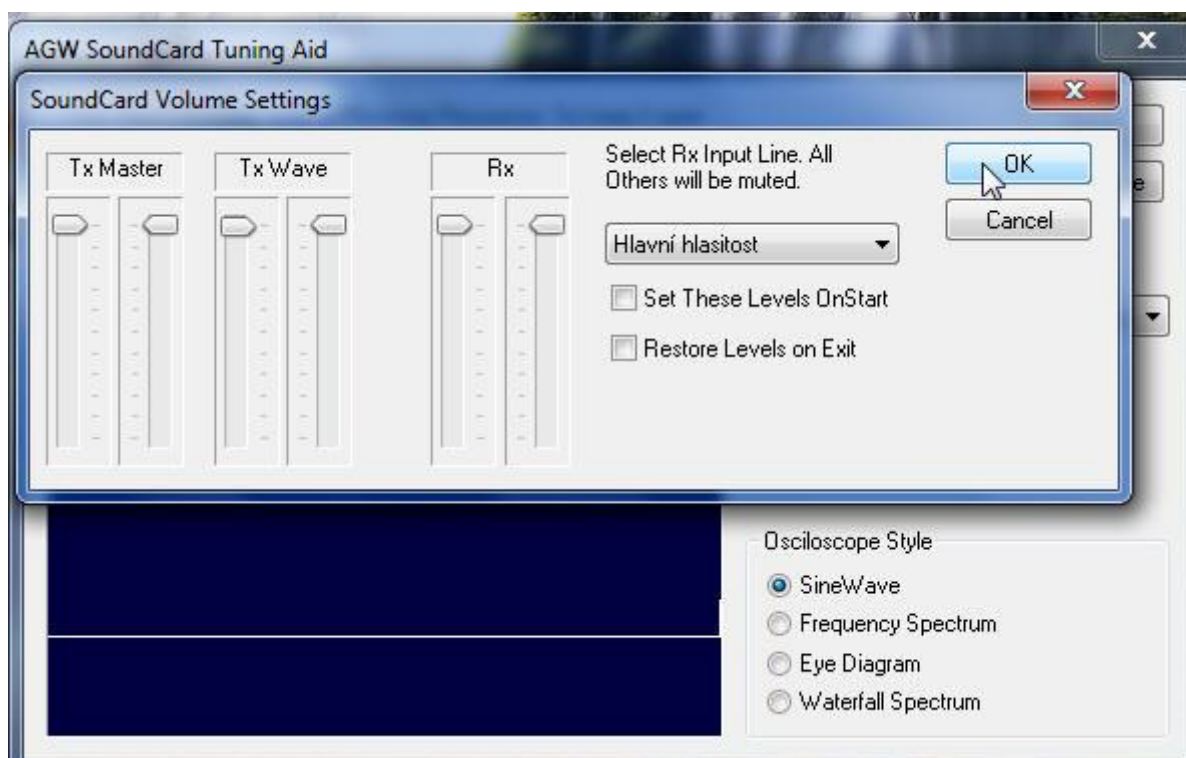 AGW SoundCard Tuning Aid
SoundCard Volume Settings
Tx Master
Tx Wave
Rx
Select Rx Input Line. All
Others will be muted.
OK
Cancel
Hlavní hlasitost
Set These Levels OnStart
Restore Levels on Exit
Osciloscope Style
SineWave
Frequency Spectrum
Eye Diagram
Waterfall Spectrum